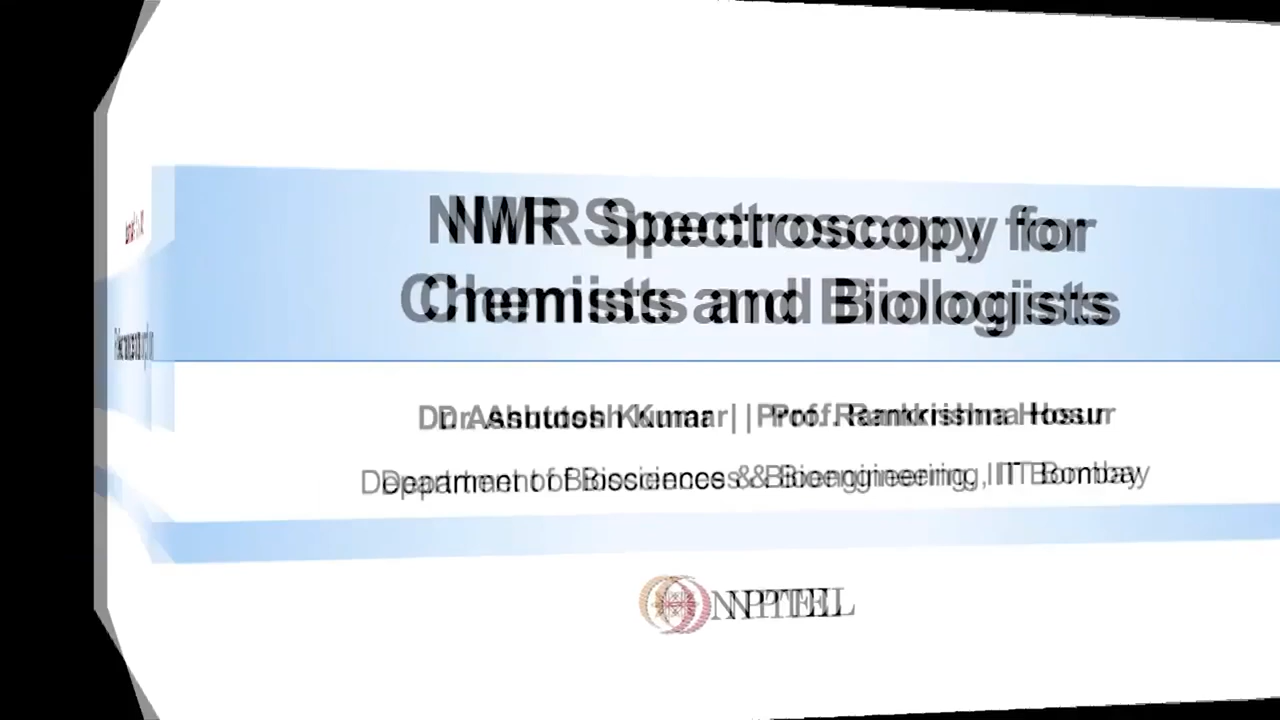 NMR Spectroscopy for
Chemists and Biologists
Dr. Ashutosh Kumar | Prof. Ramkrishna Hosur
Department of Biosciences & Bioengineering, IIT Bombay
NPTEL